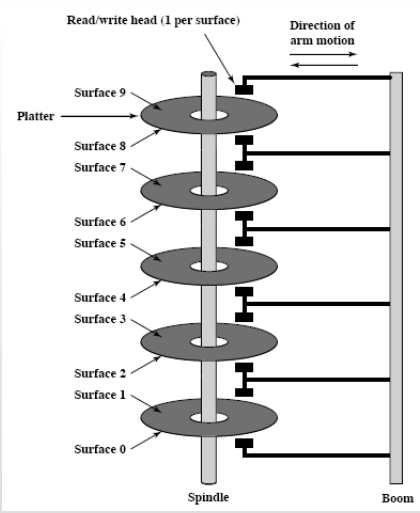 Read/write head (1 per surface)
Direction of
arm motion
Surface 9
Platter
Surface 8
Surface 7
Surface 6
Surface 5
Surface 4
Surface 3
Surface 2
Surface 1
Surface 0
Spindle
Boom